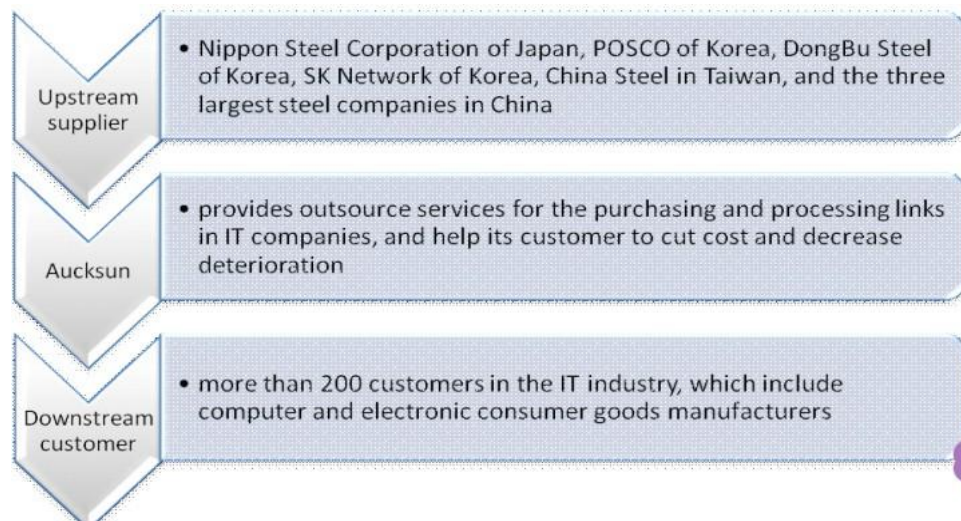 Upstream
supplier
• Nippon Steel Corporation of Japan, POSCO of Korea, DongBu Steel
of Korea, SK Network of Korea, China Steel in Taiwan, and the three
largest steel companies in China
Aucksun
• provides outsource services for the purchasing and processing links
in IT companies, and help its customer to cut cost and decrease
deterioration
Downstream
customer
• more than 200 customers in the IT industry, which include
computer and electronic consumer goods manufacturers